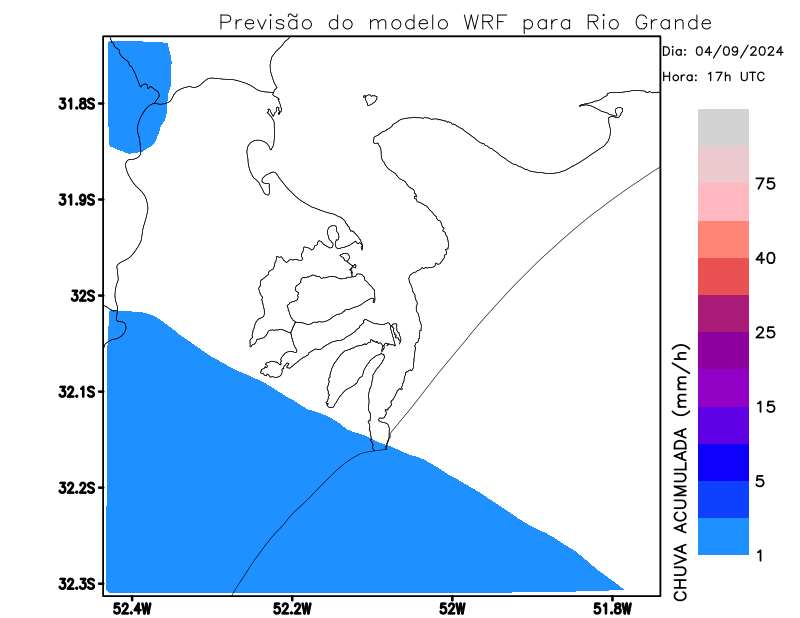 Previsão do modelo WRF para Rio Grande
Dia: 04/09/2024
Hora: 17h UTC
31.8S
31.9S
32S
32.1S
32.2S
32.3S
52.4W
52.2W
52W
51.8W
75
40
25
15
5
1
CHUVA ACUMULADA (mm/h)